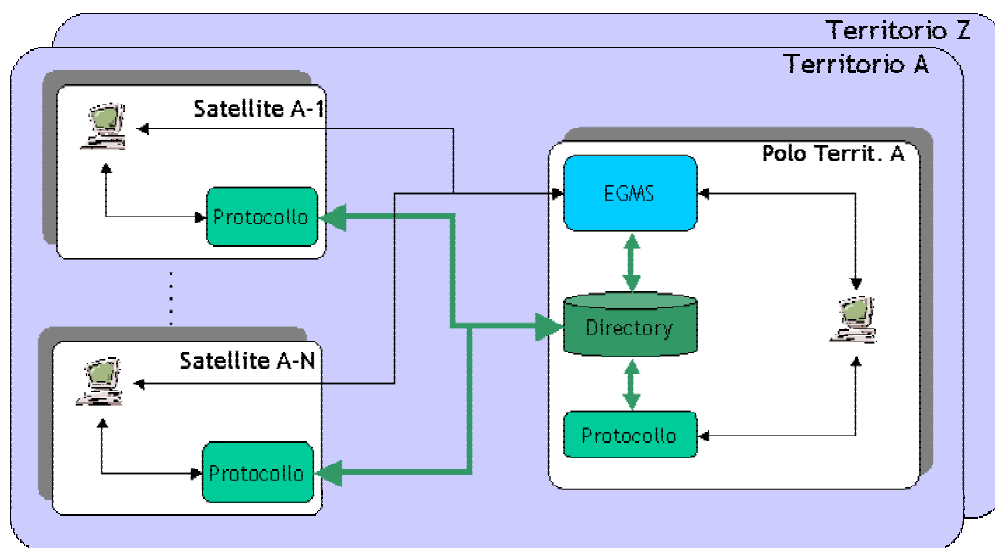 Territorio Z
Territorio A
Satellite A-1
Protocollo
Satellite A-N
Protocollo
Polo Territ. A
EGMS
Directory
Protocollo